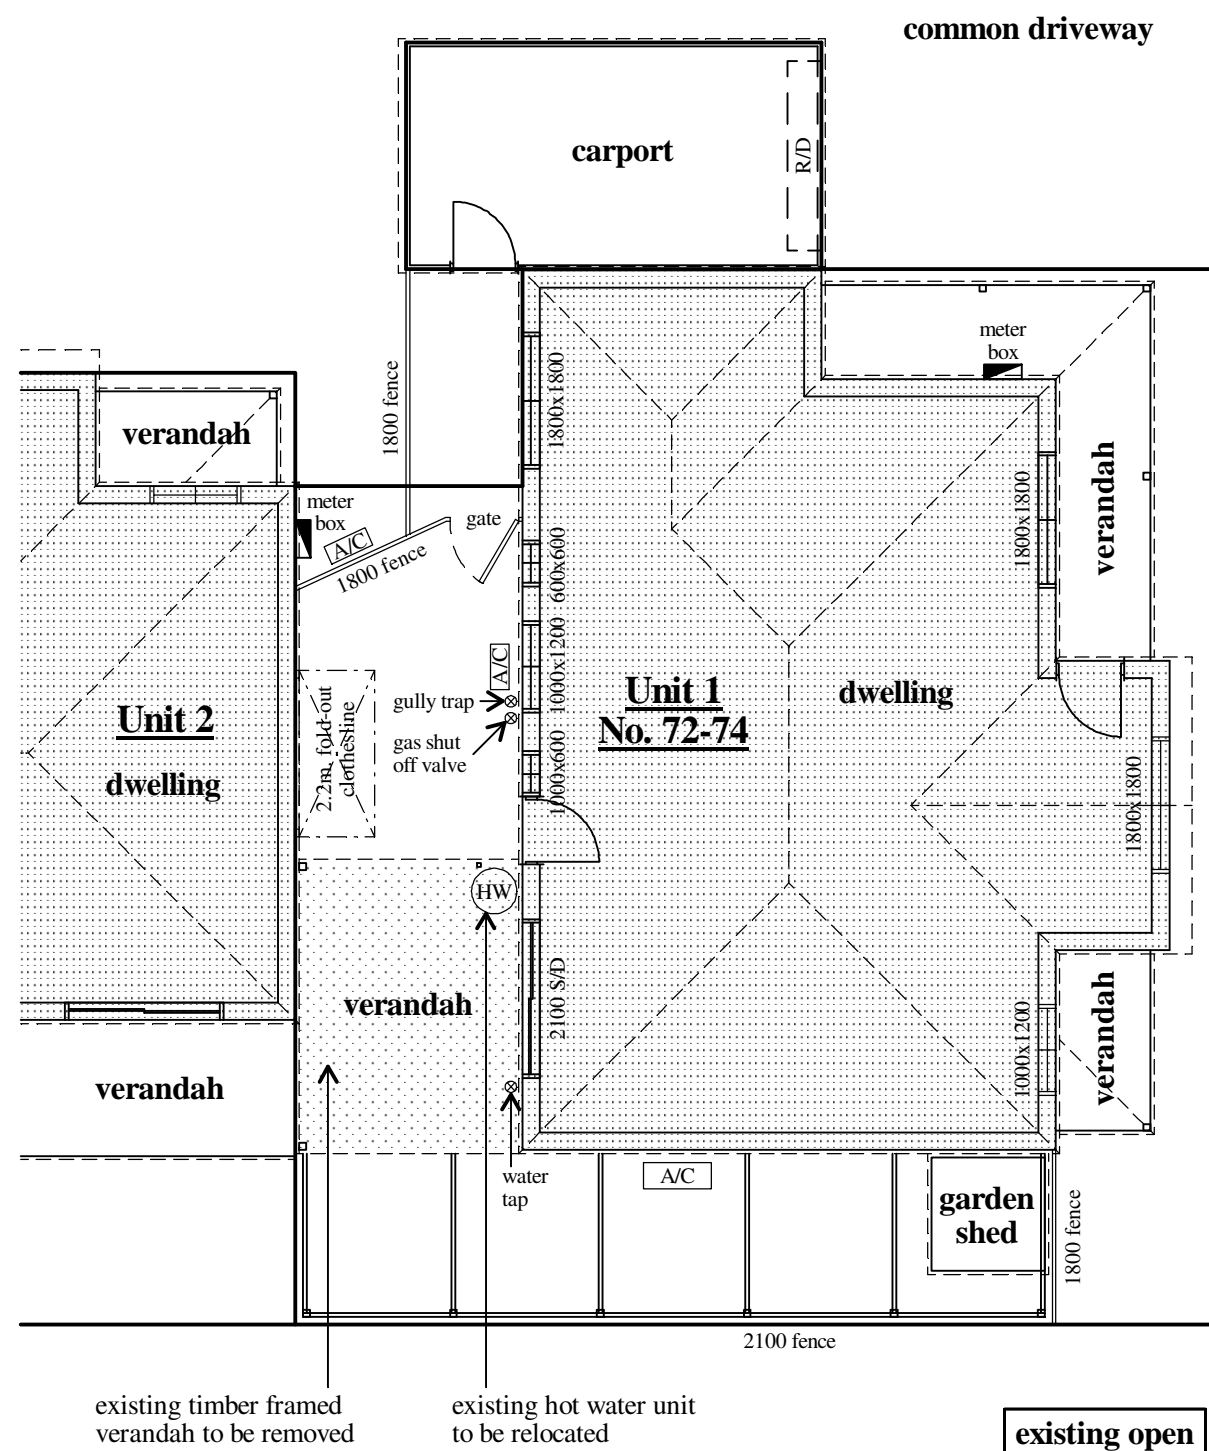 common driveway
carport
R/D
meter
box
1800 fence
1800x1800
verandah
meter
box
A/C
1800 fence
gate
600x600
1800x1800
verandah
1000x1200
A/C
gully trap
gas shut
off valve
2.2m fold-out
clothesline
Unit 2
dwelling
Unit 1
No. 72-74
dwelling
1000x600
1800x1800
HW
verandah
2100 S/D
verandah
1000x1200
verandah
water
tap
A/C
garden
shed
1800 fence
2100 fence
existing timber framed
verandah to be removed
existing hot water unit
to be relocated
existing open